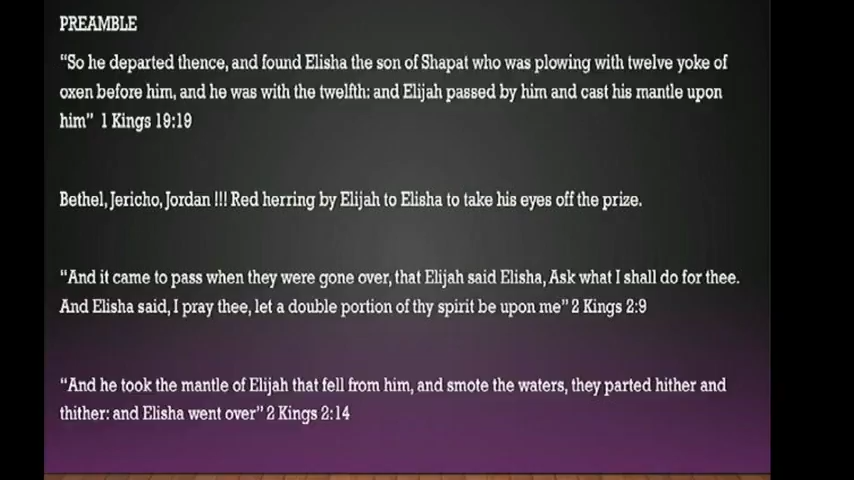 PREAMBLE
“So he departed thence, and found Elisha the son of Shapat who was plowing with twelve yoke of
oxen before him, and he was with the twelfth: and Elijah passed by him and cast his mantle upon
him” 1 Kings 19:19
Bethel, Jericho, Jordan !!! Red herring by Elijah to Elisha to take his eyes off the prize.
“And it came to pass when they were gone over, that Elijah said Elisha, Ask what I shall do for thee.
And Elisha said, I pray thee, let a double portion of thy spirit be upon me” 2 Kings 2:9
“And he took the mantle of Elijah that fell from him, and smote the waters, they parted hither and
thither: and Elisha went over” 2 Kings 2:14